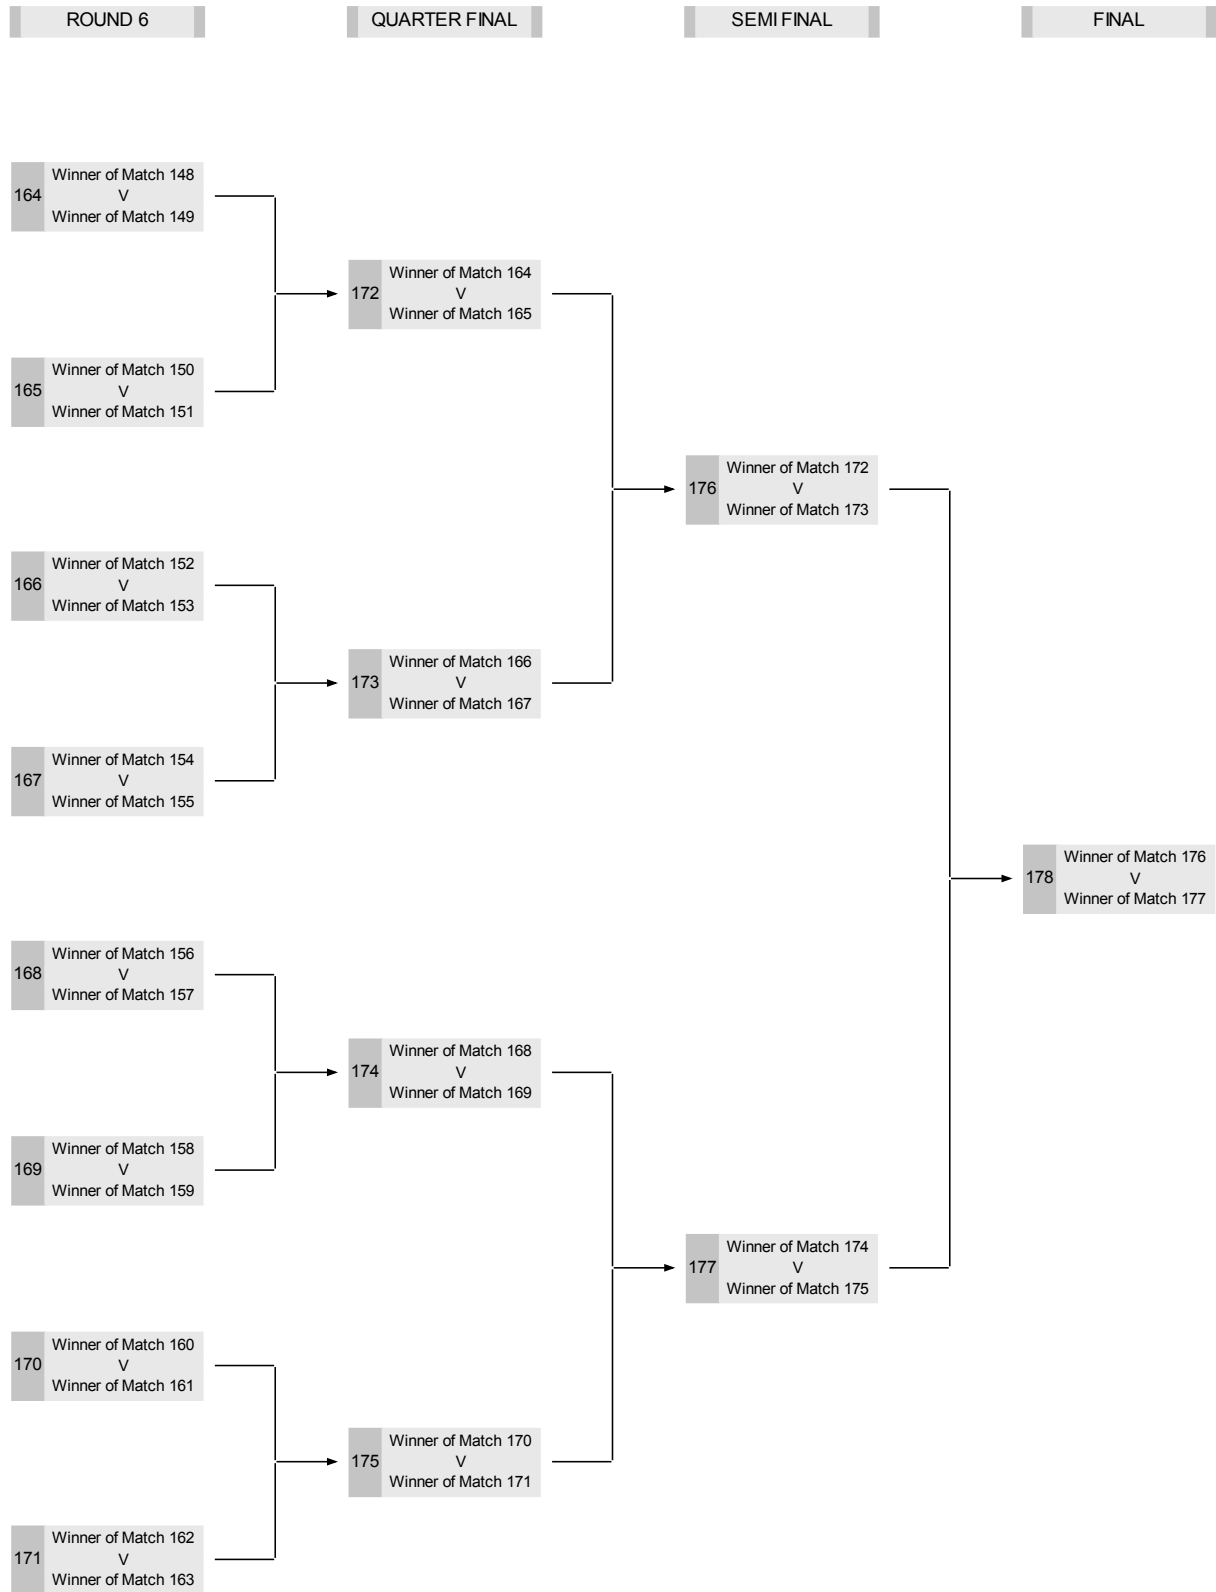 ROUND 6
QUARTER FINAL
SEMI FINAL
FINAL
164
Winner of Match 148
V
Winner of Match 149
165
Winner of Match 150
V
Winner of Match 151
166
Winner of Match 152
V
Winner of Match 153
167
Winner of Match 154
V
Winner of Match 155
168
Winner of Match 156
V
Winner of Match 157
169
Winner of Match 158
V
Winner of Match 159
170
Winner of Match 160
V
Winner of Match 161
171
Winner of Match 162
V
Winner of Match 163
172
Winner of Match 164
V
Winner of Match 165
173
Winner of Match 166
V
Winner of Match 167
174
Winner of Match 168
V
Winner of Match 169
175
Winner of Match 170
V
Winner of Match 171
176
Winner of Match 172
V
Winner of Match 173
177
Winner of Match 174
V
Winner of Match 175
178
Winner of Match 176
V
Winner of Match 177